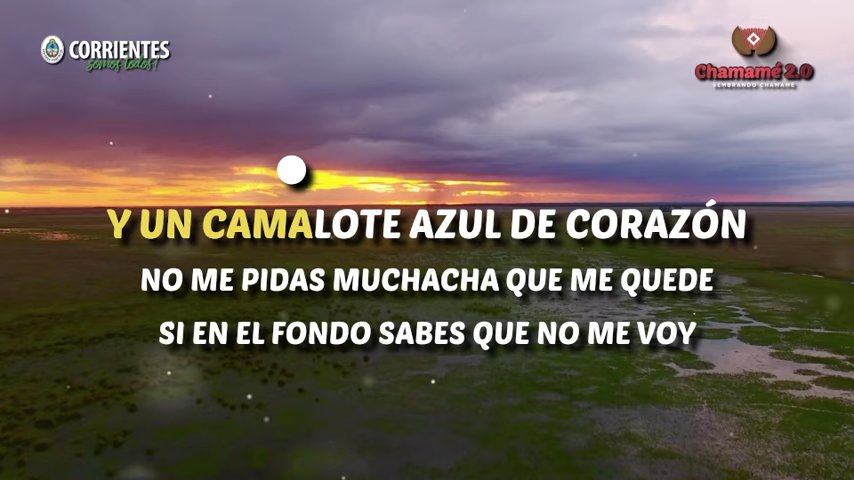 CORRIENTES
somos todos!
Chamamé 2.0
SEMBRANDO CHAMAMÉ
Y UN CAMALOTE AZUL DE CORAZÓN
NO ME PIDAS MUCHACHA QUE ME QUEDE
SI EN EL FONDO SABES QUE NO ME VOY